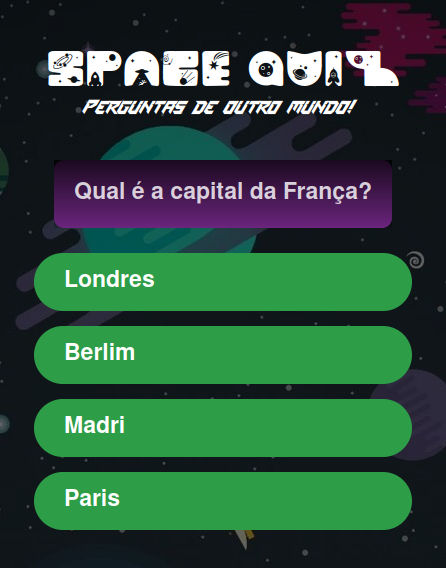 SPACE QUIZ
PERGUNTAS DE OUTRO MUNDO!
Qual é a capital da França?
Londres
Berlim
Madri
Paris